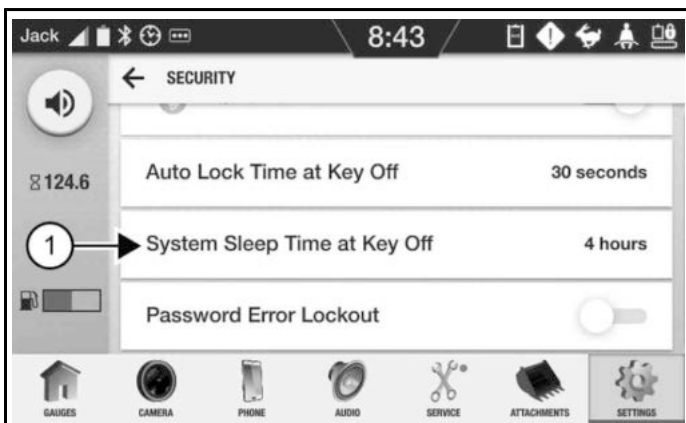 Jack 8:43
← SECURITY
124.6
Auto Lock Time at Key Off 30 seconds
1 System Sleep Time at Key Off 4 hours
Password Error Lockout
GAUGES CAMERA PHONE AUDIO SERVICE ATTACHMENTS SETTINGS